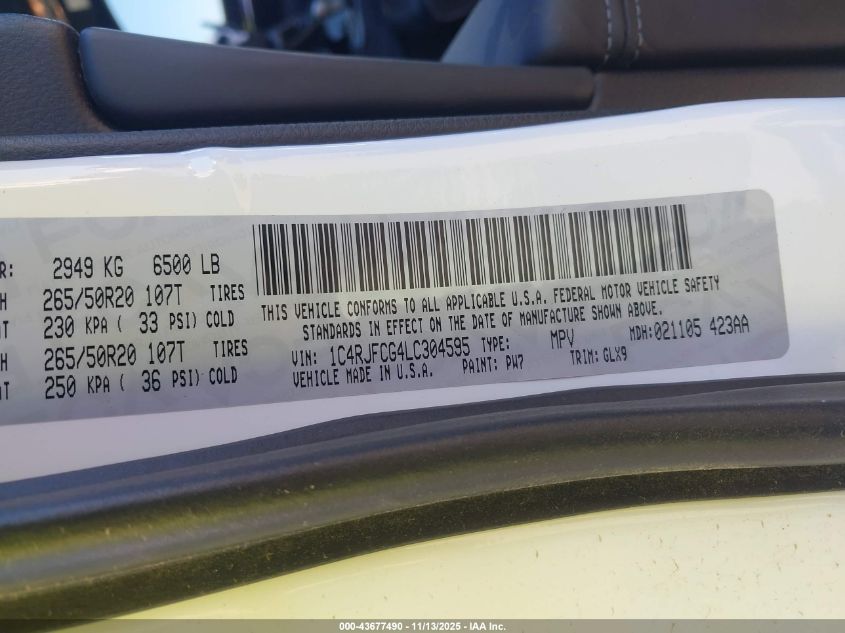 R: 2949 KG 6500 LB
H 265/50R20 107T TIRES
T 230 KPA ( 33 PSI) COLD
H 265/50R20 107T TIRES
T 250 KPA ( 36 PSI) COLD
THIS VEHICLE CONFORMS TO ALL APPLICABLE U.S.A. FEDERAL MOTOR VEHICLE SAFETY
STANDARDS IN EFFECT ON THE DATE OF MANUFACTURE SHOWN ABOVE.
VIN: 1C4RJFCG4LC304595 TYPE: MPV MDH:021105 423AA
VEHICLE MADE IN U.S.A. PAINT: PW7 TRIM: GLX9
000-43677490 - 11/13/2025 - IAA Inc.